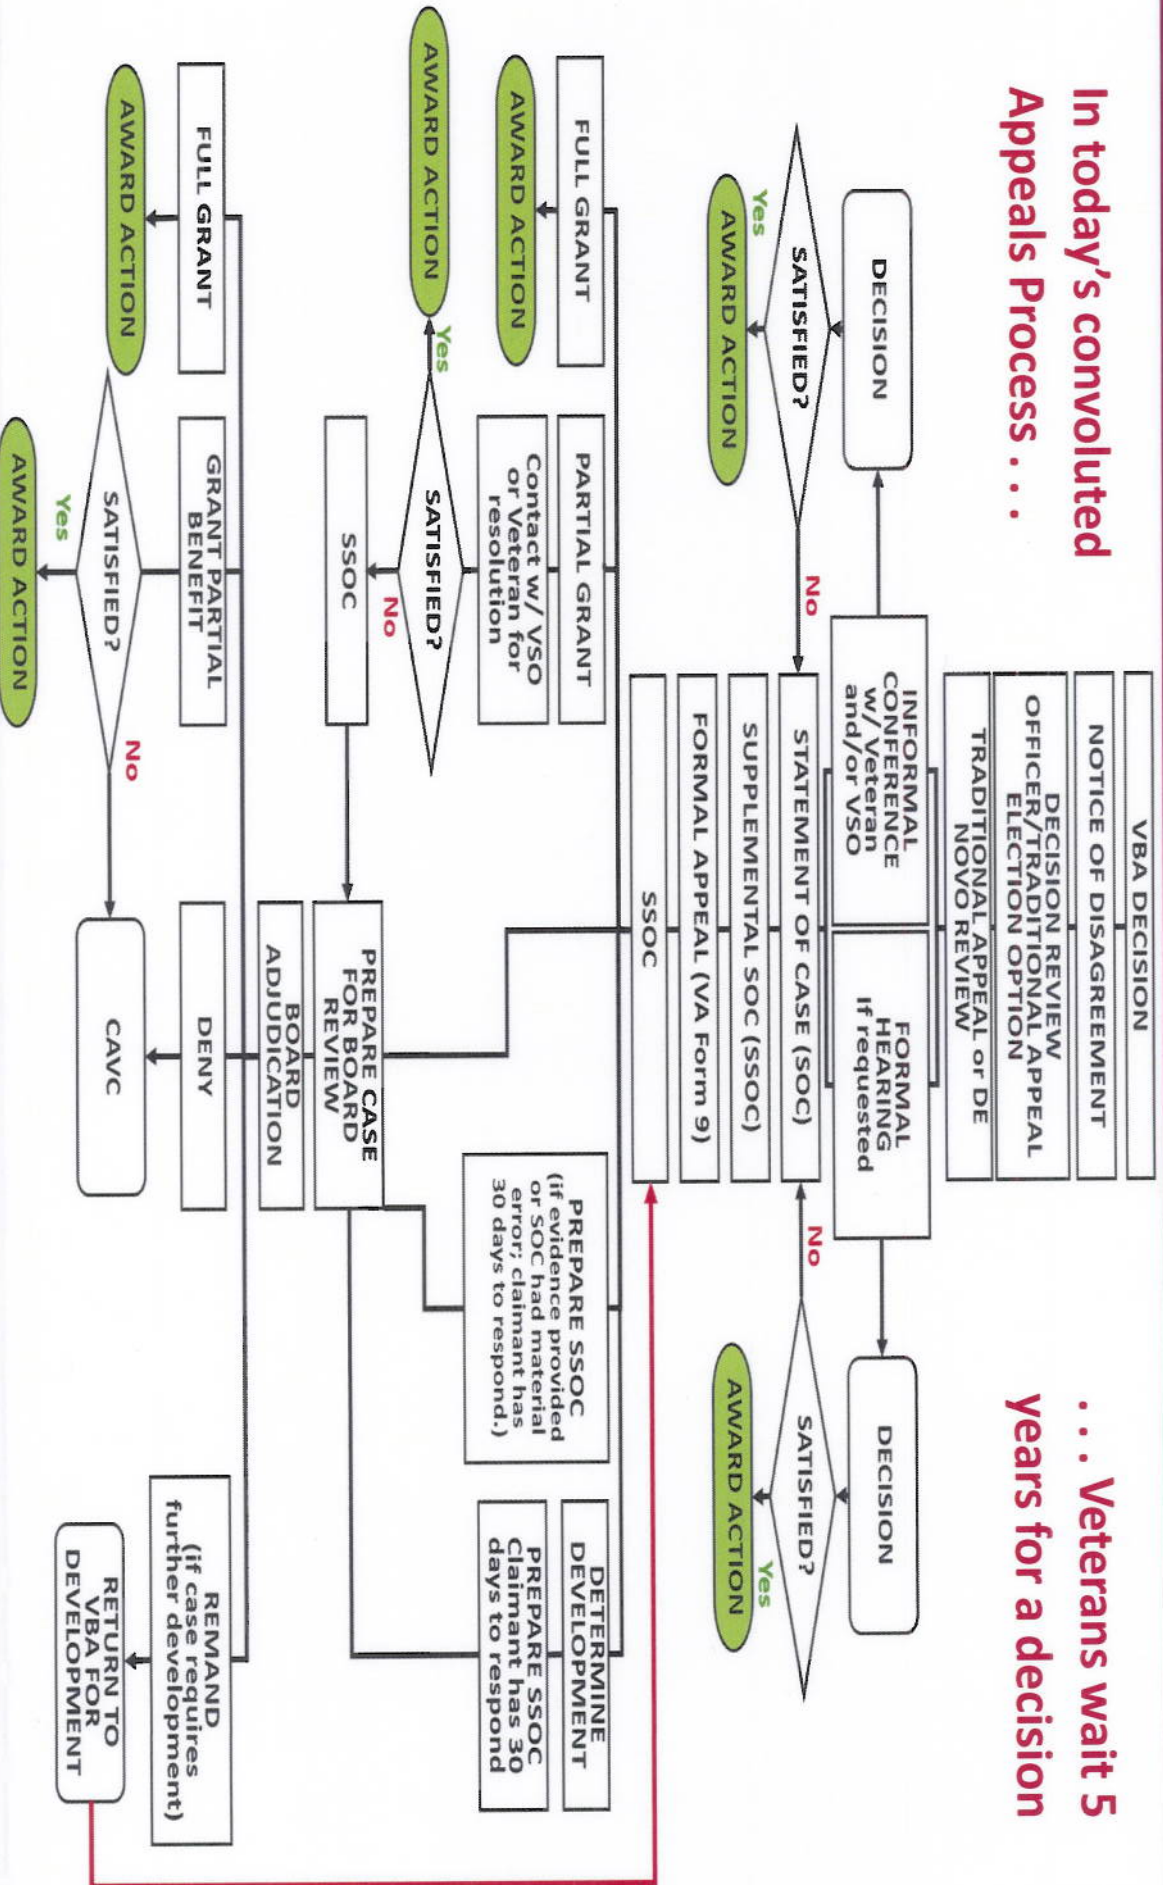 In today's convoluted
Appeals Process . . .
. . . Veterans wait 5
years for a decision
VBA DECISION
NOTICE OF DISAGREEMENT
DECISION REVIEW
OFFICER/TRADITIONAL APPEAL
ELECTION OPTION
TRADITIONAL APPEAL or DE
NOVO REVIEW
DECISION
INFORMAL
CONFERENCE
w/ Veteran
and/or VSO
FORMAL
HEARING
If requested
DECISION
SATISFIED?
No
STATEMENT OF CASE (SOC)
No
SATISFIED?
Yes
AWARD ACTION
Yes
AWARD ACTION
SUPPLEMENTAL SOC (SSOC)
FORMAL APPEAL (VA Form 9)
SSOC
FULL GRANT
AWARD ACTION
PARTIAL GRANT
Contact w/ VSO
or Veteran for
resolution
SATISFIED?
Yes
AWARD ACTION
No
SSOC
PREPARE SSOC
(if evidence provided
or SOC had material
error; claimant has
30 days to respond.)
DETERMINE
DEVELOPMENT
PREPARE SSOC
Claimant has 30
days to respond
PREPARE CASE
FOR BOARD
REVIEW
BOARD
ADJUDICATION
FULL GRANT
AWARD ACTION
GRANT PARTIAL
BENEFIT
SATISFIED?
Yes
AWARD ACTION
No
DENY
CAVC
REMAND
(if case requires
further development)
RETURN TO
VBA FOR
DEVELOPMENT